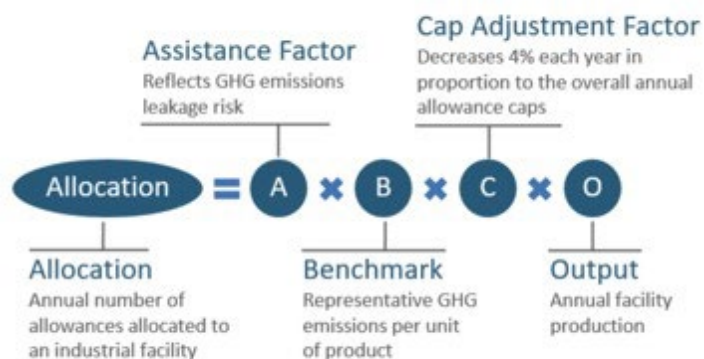 Assistance Factor
Reflects GHG emissions
leakage risk
Cap Adjustment Factor
Decreases 4% each year in
proportion to the overall annual
allowance caps
Allocation = A × B × C × O
Allocation
Annual number of
allowances allocated to
an industrial facility
Benchmark
Representative GHG
emissions per unit
of product
Output
Annual facility
production